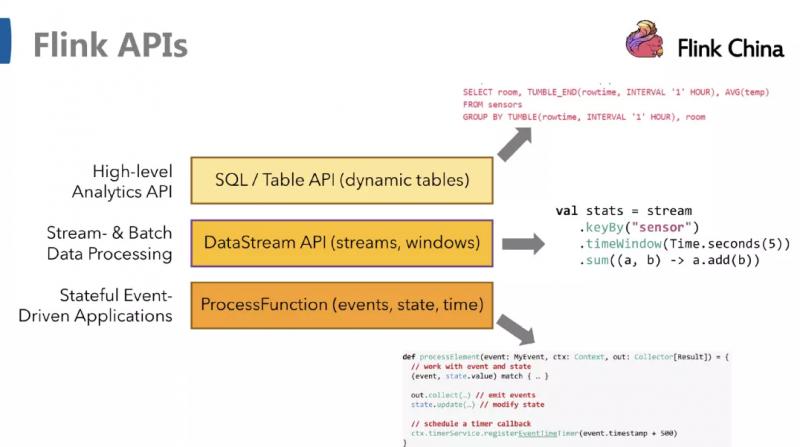 Flink APIs
Flink China
SELECT room, TUMBLE_END(rowtime, INTERVAL '1' HOUR), AVG(temp)
FROM sensors
GROUP BY TUMBLE(rowtime, INTERVAL '1' HOUR), room
High-level
Analytics API
SQL / Table API (dynamic tables)
Stream- & Batch
Data Processing
DataStream API (streams, windows)
val stats = stream
.keyBy("sensor")
.timeWindow(Time.seconds(5))
.sum((a, b) -> a.add(b))
Stateful Event-
Driven Applications
ProcessFunction (events, state, time)
def processElement(event: MyEvent, ctx: Context, out: Collector[Result]) = {
// work with event and state
(event, state.value) match { … }
out.collect(…) // emit events
state.update(…) // modify state
// schedule a timer callback
ctx.timerService.registerEventTimeTimer(event.timestamp + 500)
}